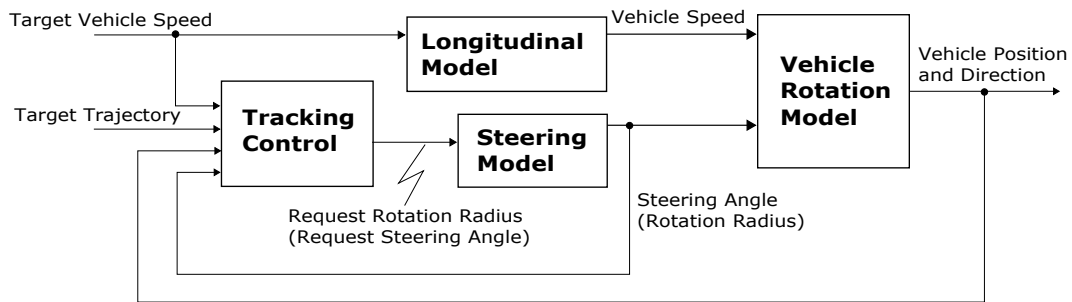 Target Vehicle Speed
Vehicle Speed
Longitudinal
Model
Vehicle
Rotation
Model
Vehicle Position
and Direction
Target Trajectory
Tracking
Control
Steering
Model
Steering Angle
(Rotation Radius)
Request Rotation Radius
(Request Steering Angle)